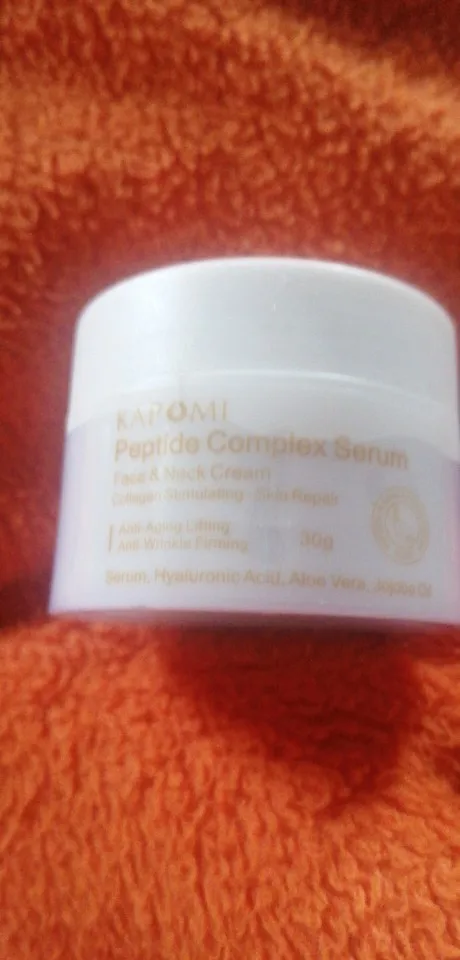 KAPOMI
Peptide Complex Serum
Face & Neck Cream
Collagen Stimulating - Skin Repair
Anti Aging Lifting
Anti-Wrinkle Firming
30g
Serum, Hyaluronic Acid, Aloe Vera, Jojoba Oil